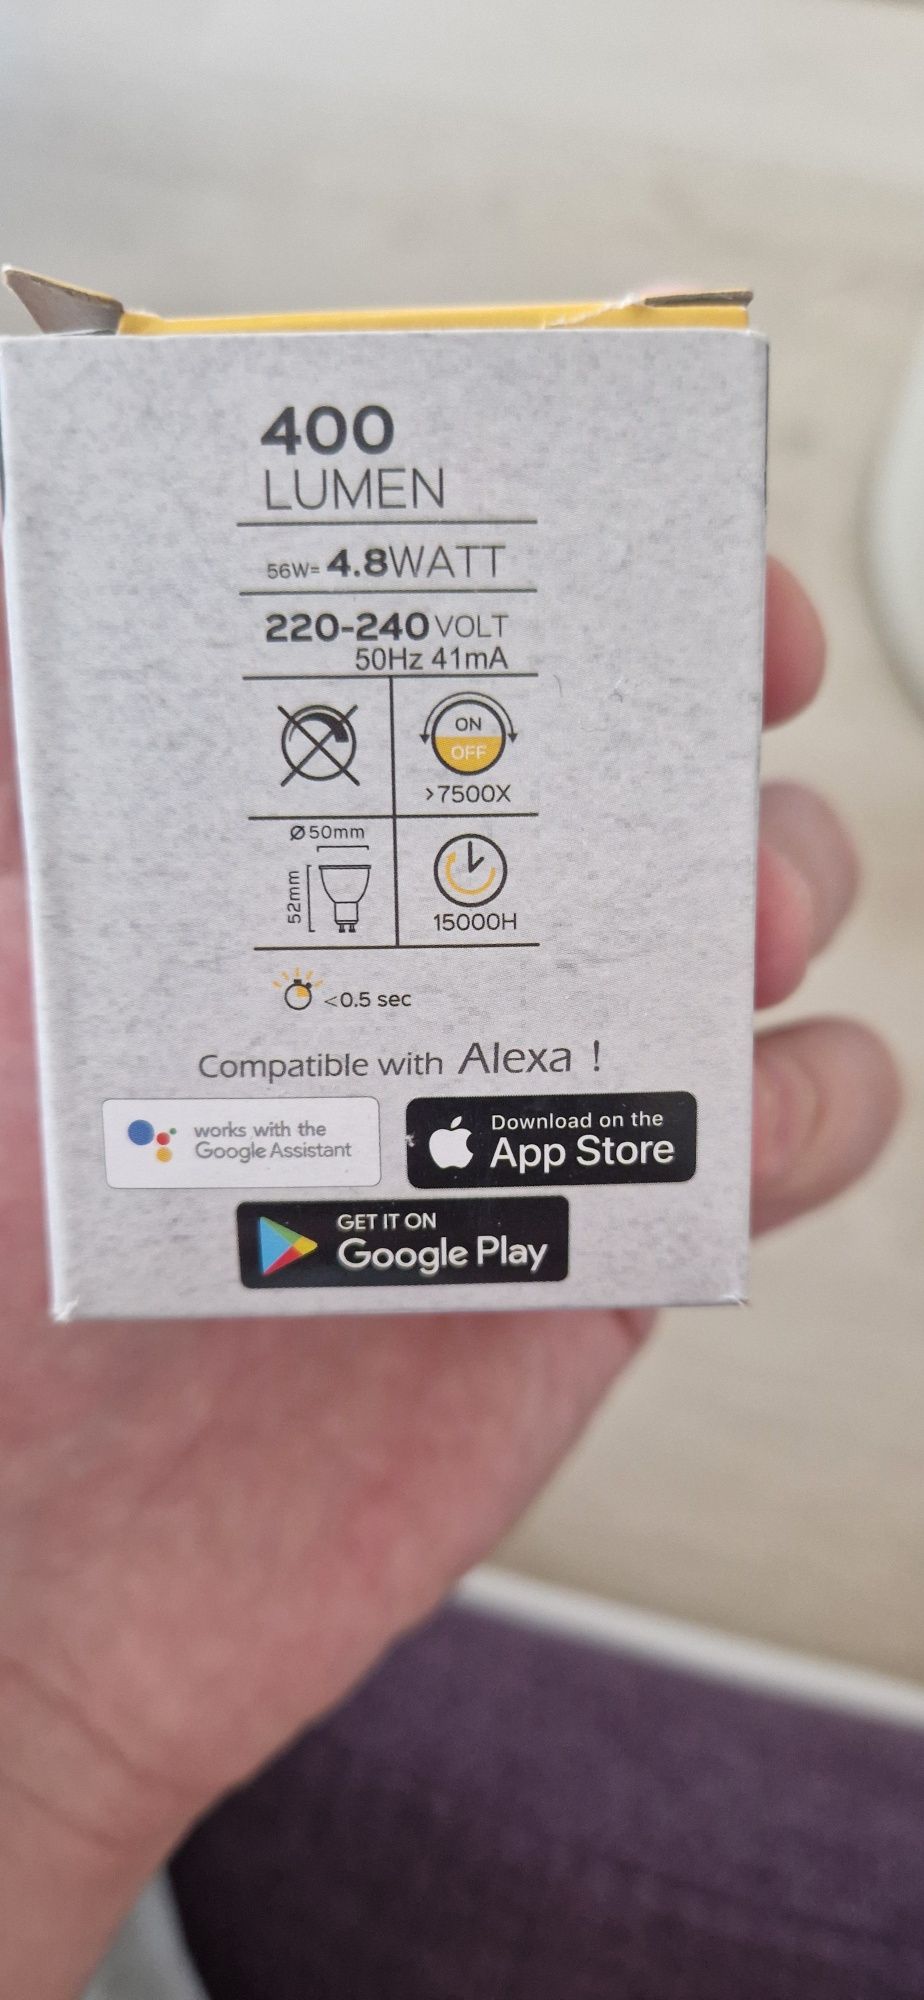 400
LUMEN
56W= 4.8WATT
220-240 VOLT
50Hz 41mA
ON
OFF
>7500X
Ø50mm
52mm
15000H
<0.5 sec
Compatible with Alexa !
works with the
Google Assistant
Download on the
App Store
GET IT ON
Google Play